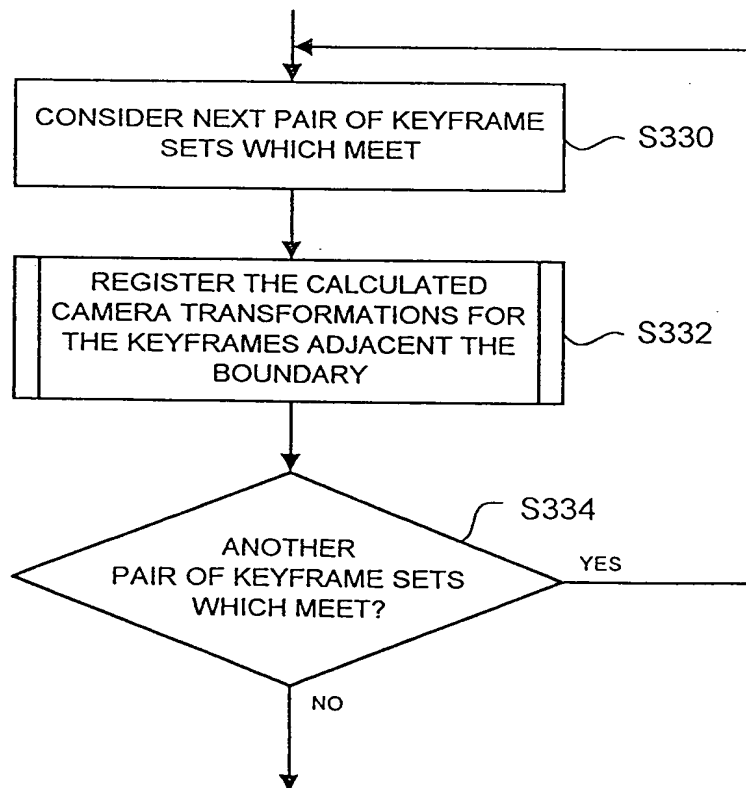 CONSIDER NEXT PAIR OF KEYFRAME
SETS WHICH MEET
S330
REGISTER THE CALCULATED
CAMERA TRANSFORMATIONS FOR
THE KEYFRAMES ADJACENT THE
BOUNDARY
S332
S334
ANOTHER
PAIR OF KEYFRAME SETS
WHICH MEET?
YES
NO